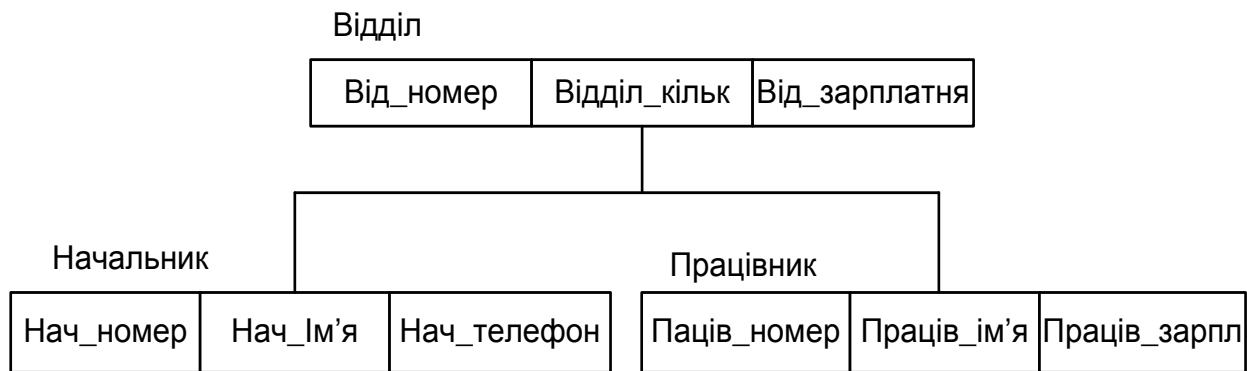 Відділ
Від_номер Відділ_кільк Від_зарплатня
Начальник
Працівник
Нач_номер Нач_Ім'я Нач_телефон Паців_номер Праців_ім'я Праців_зарпл